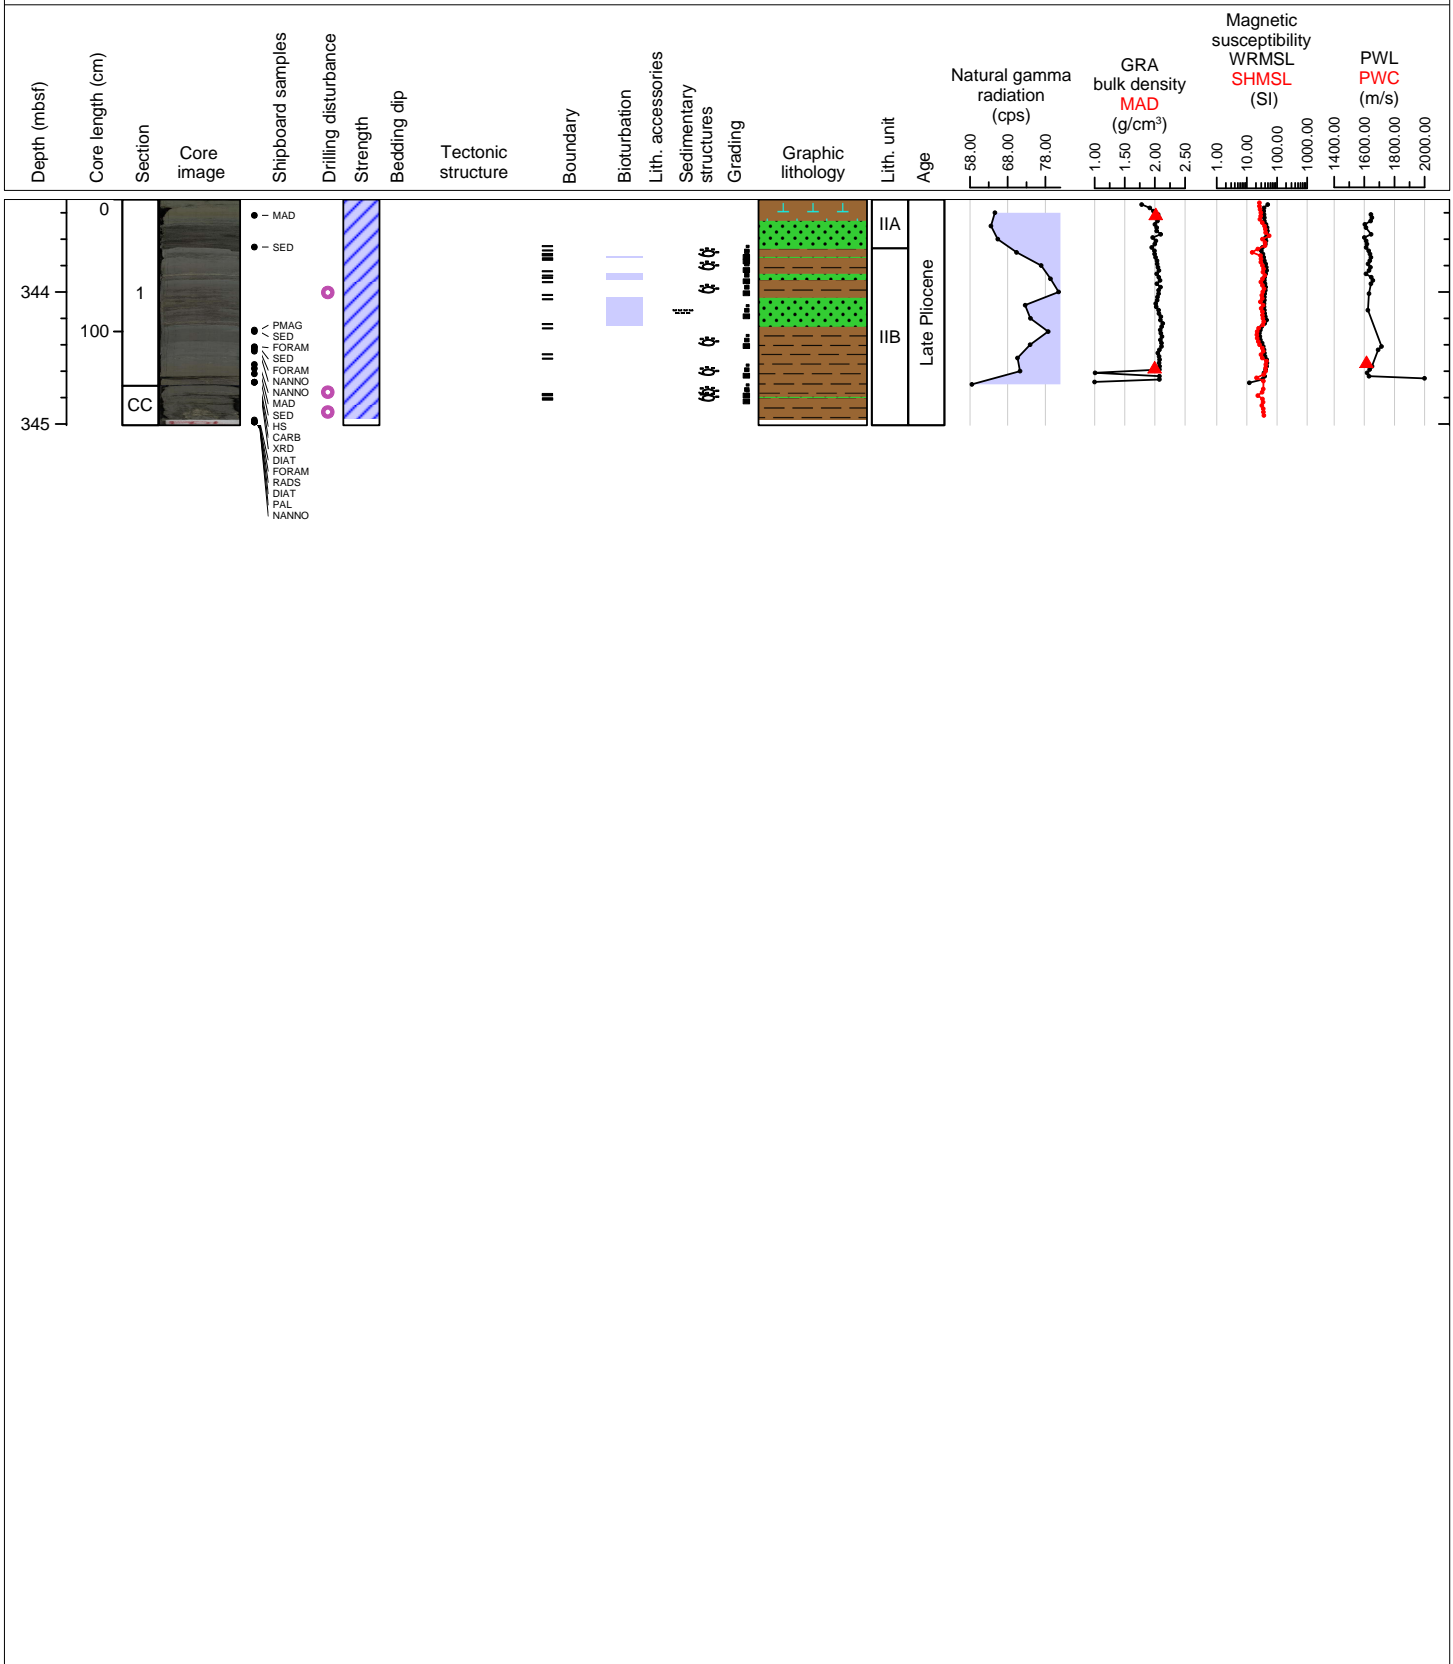 Depth (mbsf)
Core length (cm)
Section
Core
image
Shipboard samples
Drilling disturbance
Strength
Bedding dip
Tectonic
structure
Boundary
Bioturbation
Lith. accessories
Sedimentary
structures
Grading
Graphic
lithology
Lith. unit
Age
Natural gamma
radiation
(cps)
58.00
68.00
78.00
GRA
bulk density
MAD
(g/cm³)
1.00
1.50
2.00
2.50
Magnetic
susceptibility
WRMSL
SHMSL
(SI)
1.00
10.00
100.00
1000.00
PWL
PWC
(m/s)
1400.00
1600.00
1800.00
2000.00
344
345
0
100
1
CC
MAD
SED
PMAG
SED
FORAM
SED
FORAM
NANNO
NANNO
MAD
SED
HS
CARB
XRD
DIAT
FORAM
RADS
DIAT
PAL
NANNO
IIA
IIB
Late Pliocene